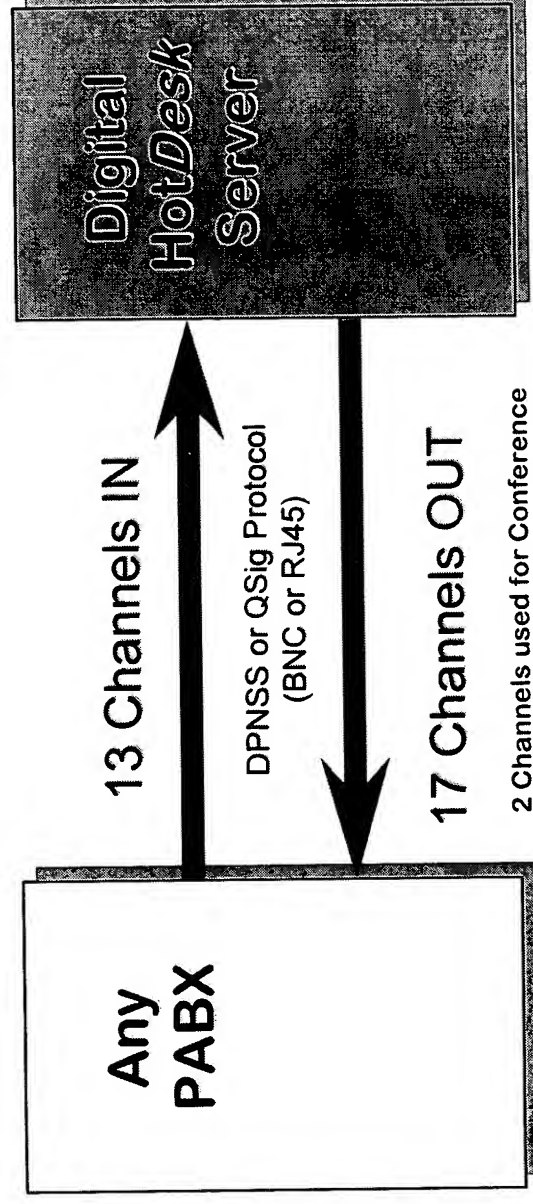 Any
PABX
13 Channels IN
DPNSS or QSig Protocol
(BNC or RJ45)
17 Channels OUT
2 Channels used for Conference
Digital
HotDesk
Server